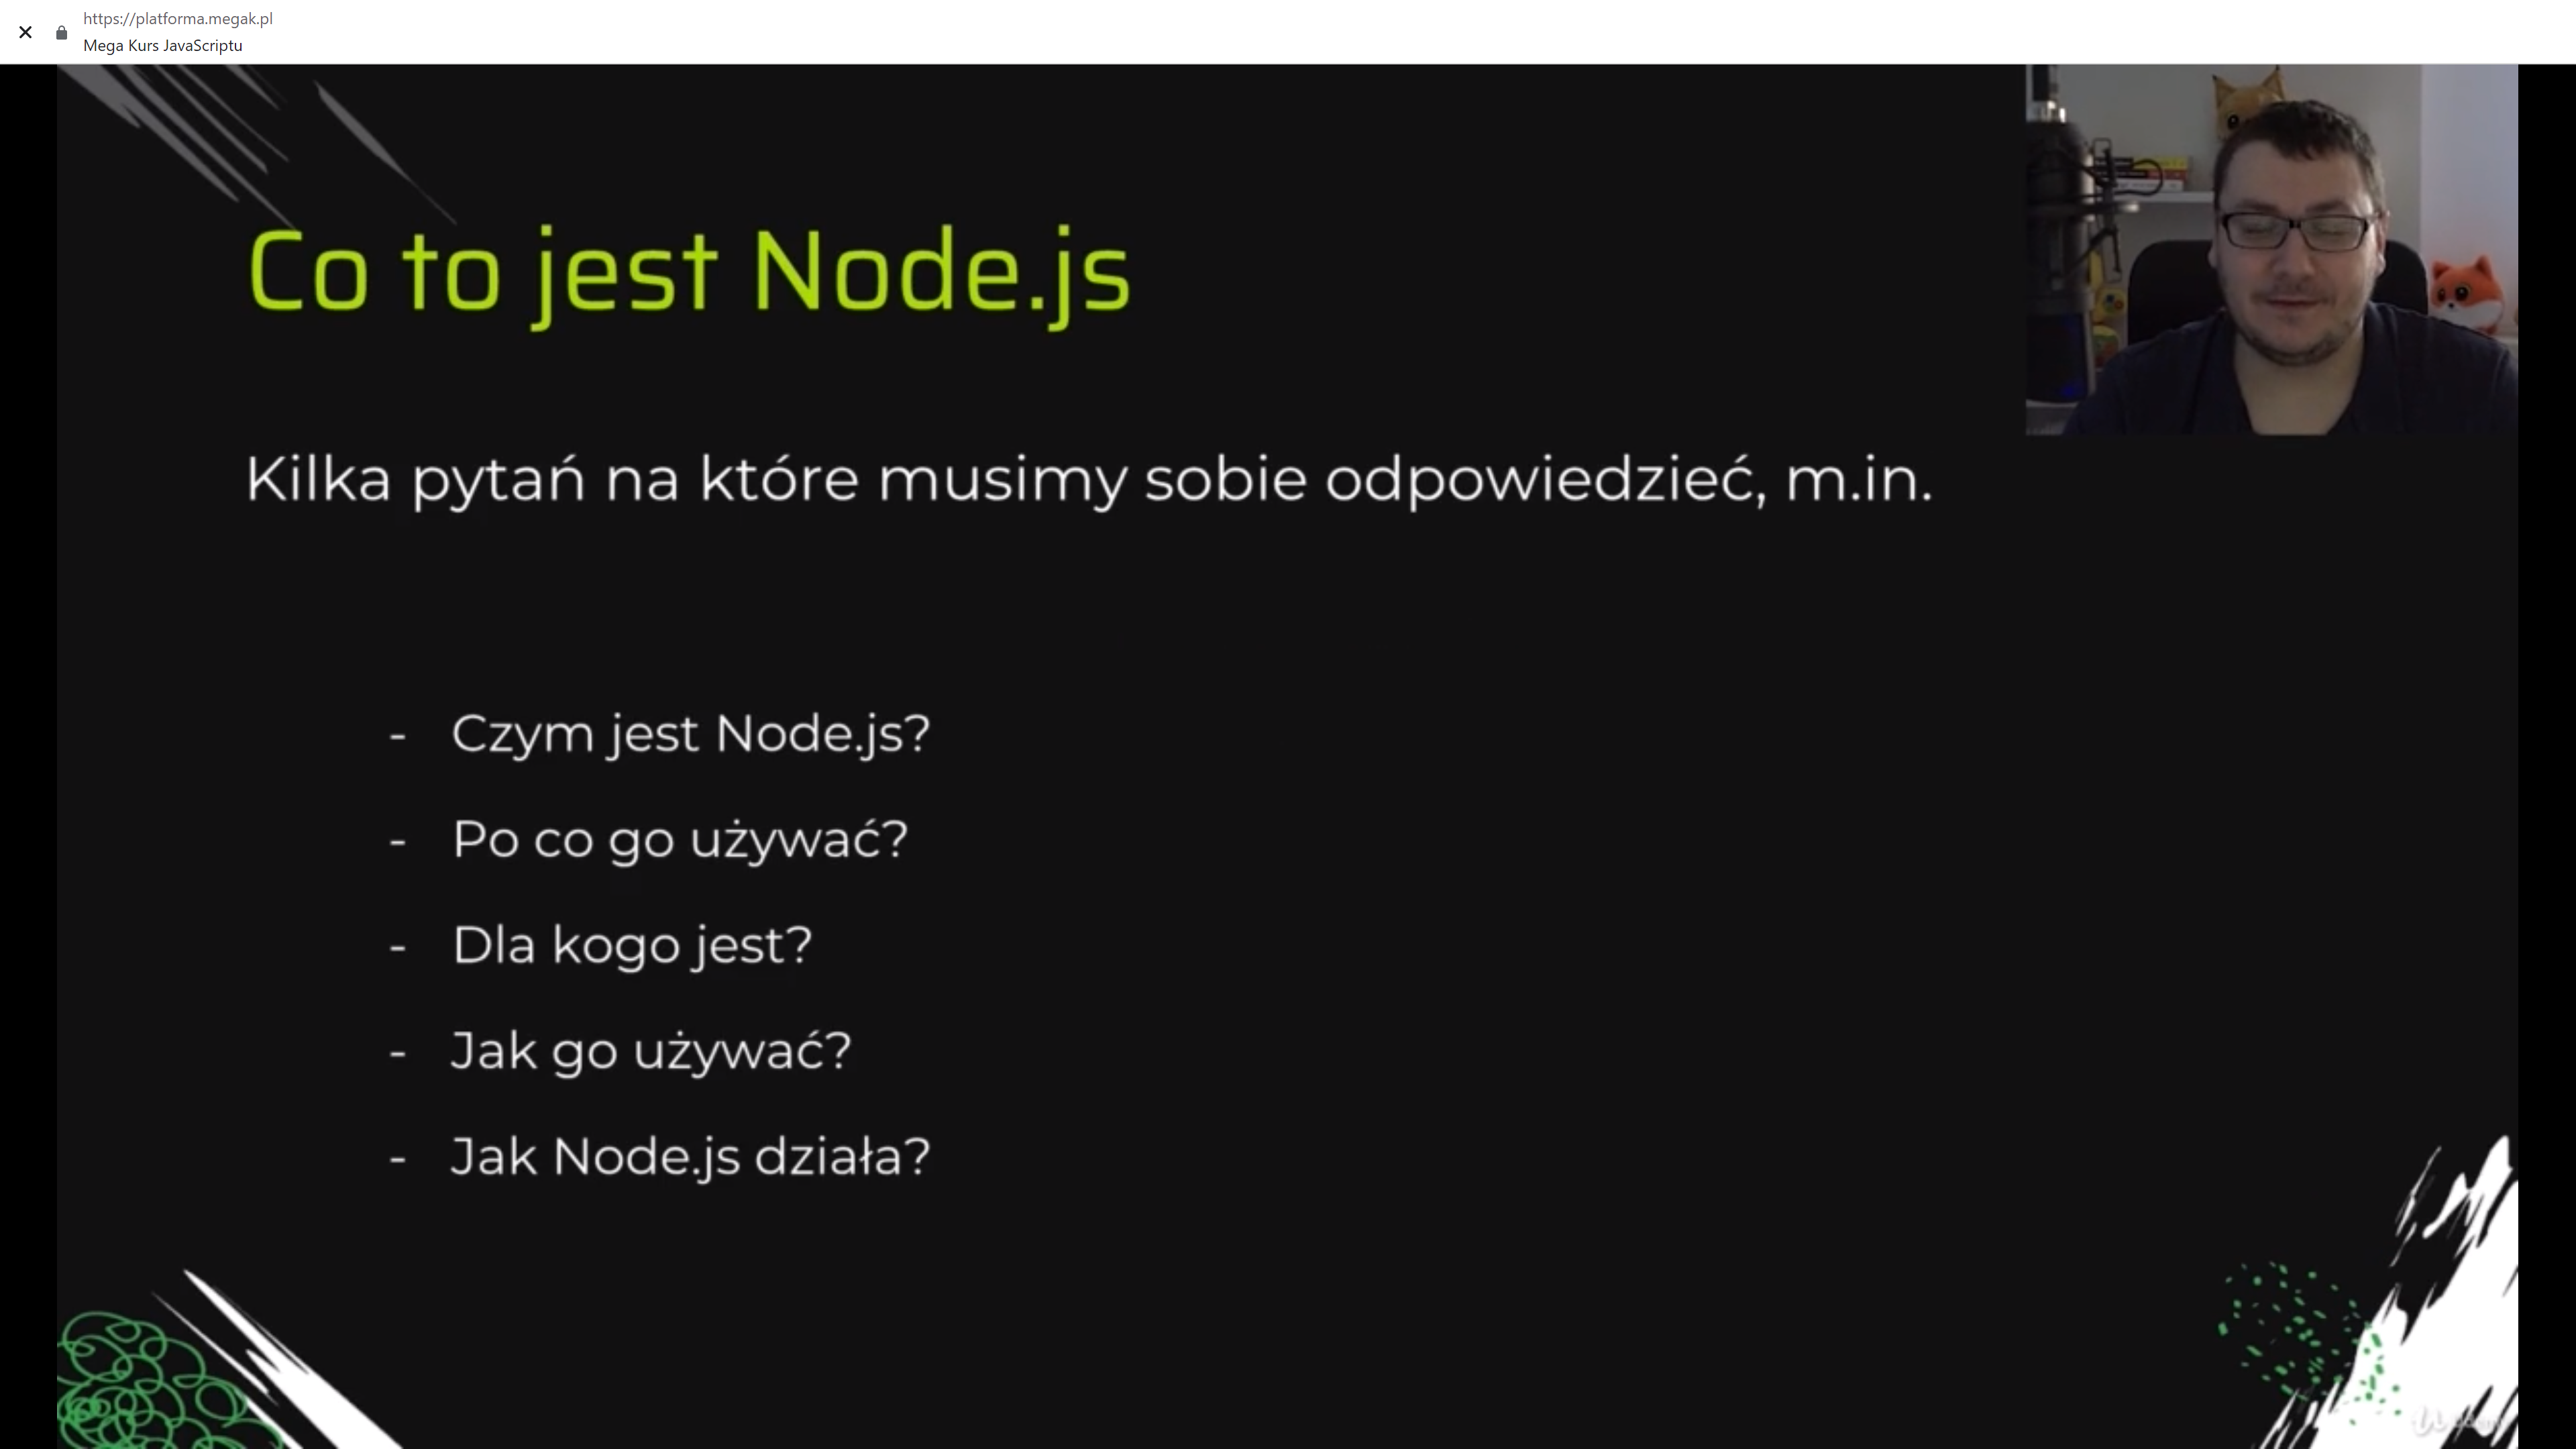 https://platforma.megak.pl
Mega Kurs JavaScriptu
Co to jest Node.js
Kilka pytań na które musimy sobie odpowiedzieć, m.in.
- Czym jest Node.js?
- Po co go używać?
- Dla kogo jest?
- Jak go używać?
- Jak Node.js działa?